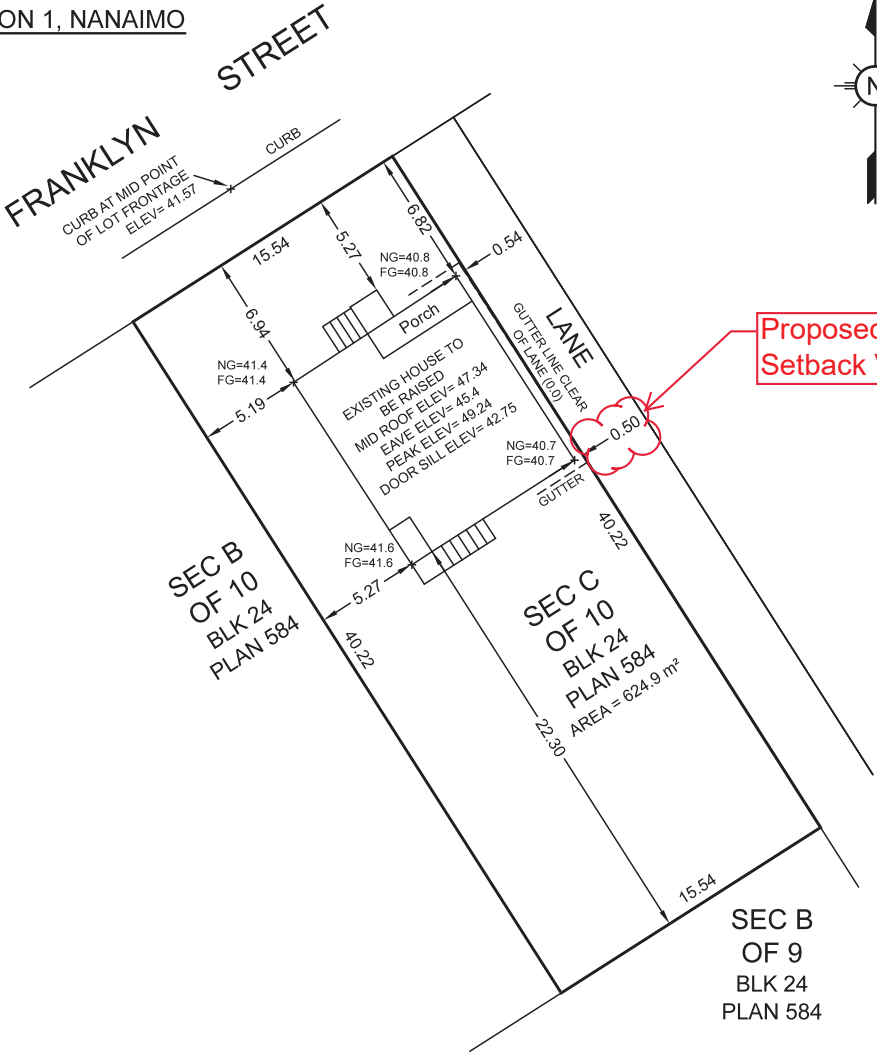 ON 1, NANAIMO
STREET
FRANKLYN
N
CURB
CURB AT MID POINT
OF LOT FRONTAGE
ELEV= 41.57
15.54
5.27
6.82
6.94
NG=40.8
FG=40.8
0.54
Porch
LANE
GUTTER LINE CLEAR
OF LANE (0.0)
Proposed
Setback V
NG=41.4
FG=41.4
5.19
EXISTING HOUSE TO
BE RAISED
MID ROOF ELEV= 47.34
EAVE ELEV= 45.4
PEAK ELEV= 49.24
DOOR SILL ELEV= 42.75
0.50
NG=40.7
FG=40.7
GUTTER
40.22
NG=41.6
FG=41.6
5.27
SEC B
OF 10
BLK 24
PLAN 584
40.22
SEC C
OF 10
BLK 24
PLAN 584
AREA = 624.9 m²
22.30
15.54
SEC B
OF 9
BLK 24
PLAN 584